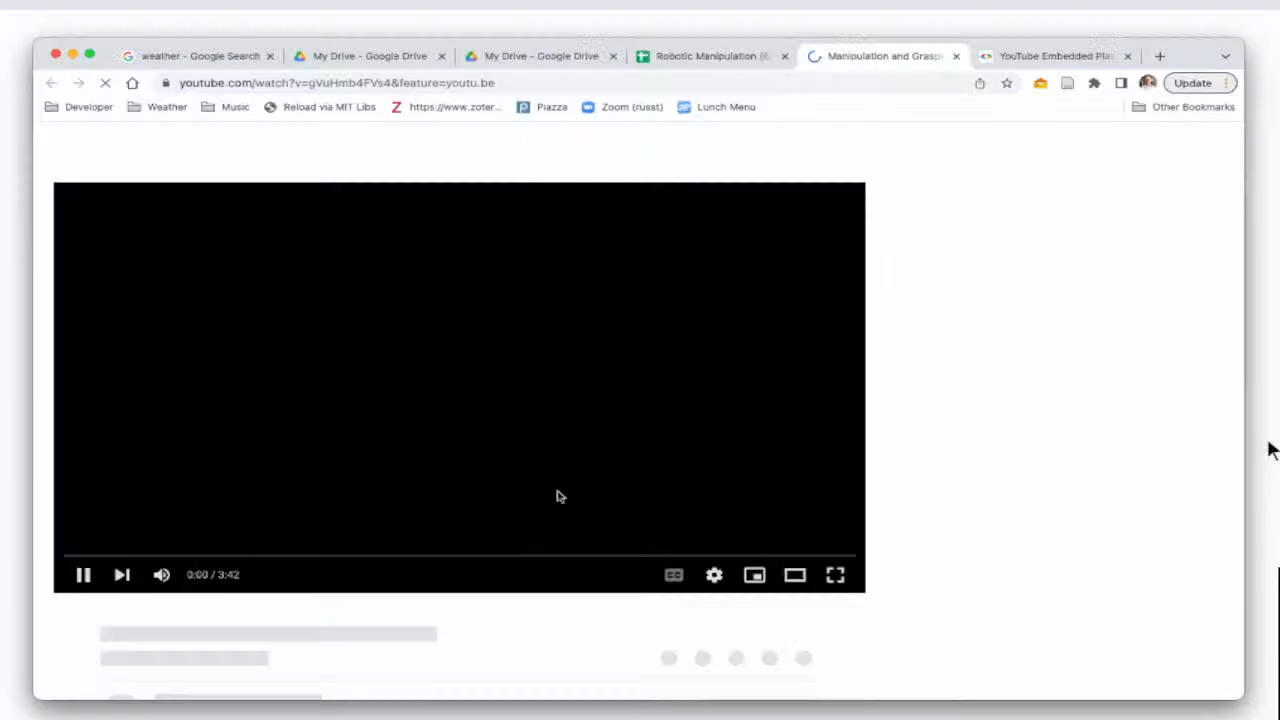 weather - Google Search
My Drive - Google Drive
My Drive - Google Drive
Robotic Manipulation (6.
Manipulation and Grasp
YouTube Embedded Pla
youtube.com/watch?v=gVuHmb4FVs4&feature=youtu.be
Update
Developer
Weather
Music
Reload via MIT Libs
https://www.zoter...
Piazza
Zoom (russt)
Lunch Menu
Other Bookmarks
0:00 / 3:42
CC